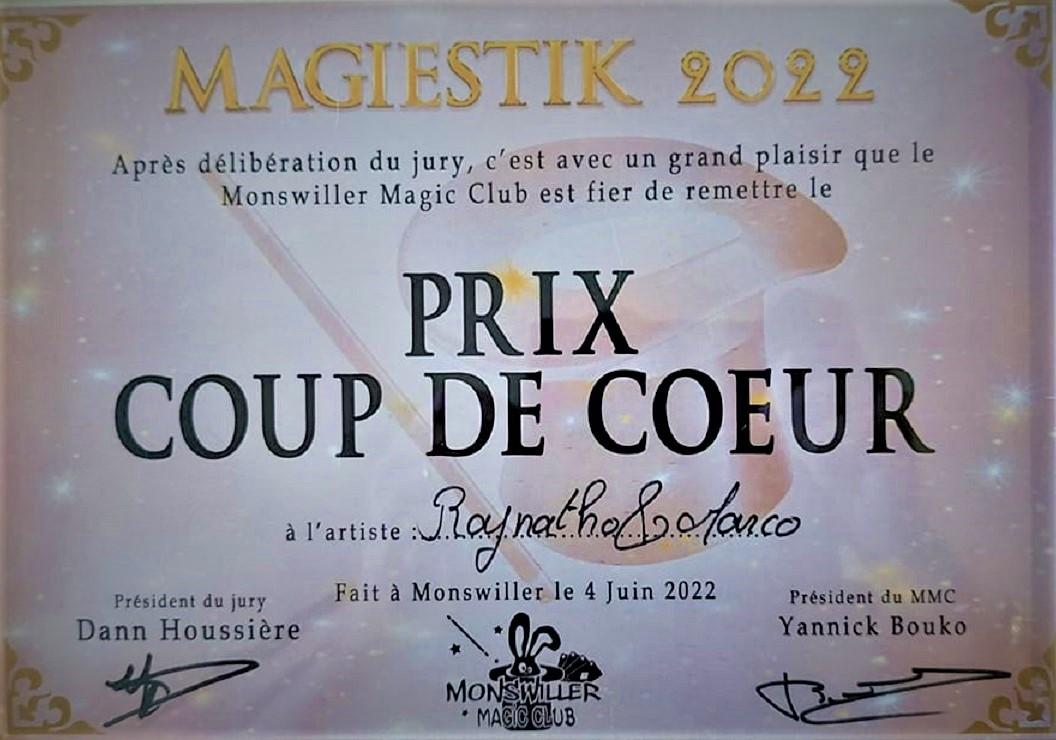 MAGIESTIK 2022
Après délibération du jury, c'est avec un grand plaisir que le
Monswiller Magic Club est fier de remettre le
PRIX
COUP DE COEUR
à l'artiste : Raynatho & Marco
Fait à Monswiller le 4 Juin 2022
Président du jury
Dann Houssière
Président du MMC
Yannick Bouko
MONSWILLER
MAGIC CLUB